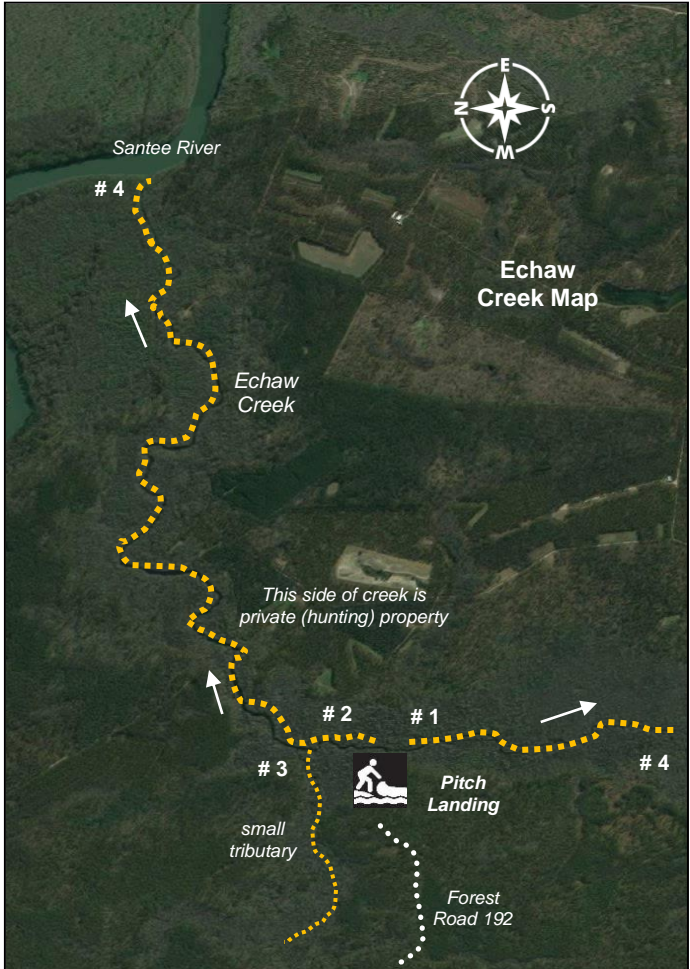 E
N
S
W
Santee River
# 4
Echaw
Creek Map
Echaw
Creek
This side of creek is
private (hunting) property
# 2
# 1
# 3
# 4
Pitch
Landing
small
tributary
Forest
Road 192